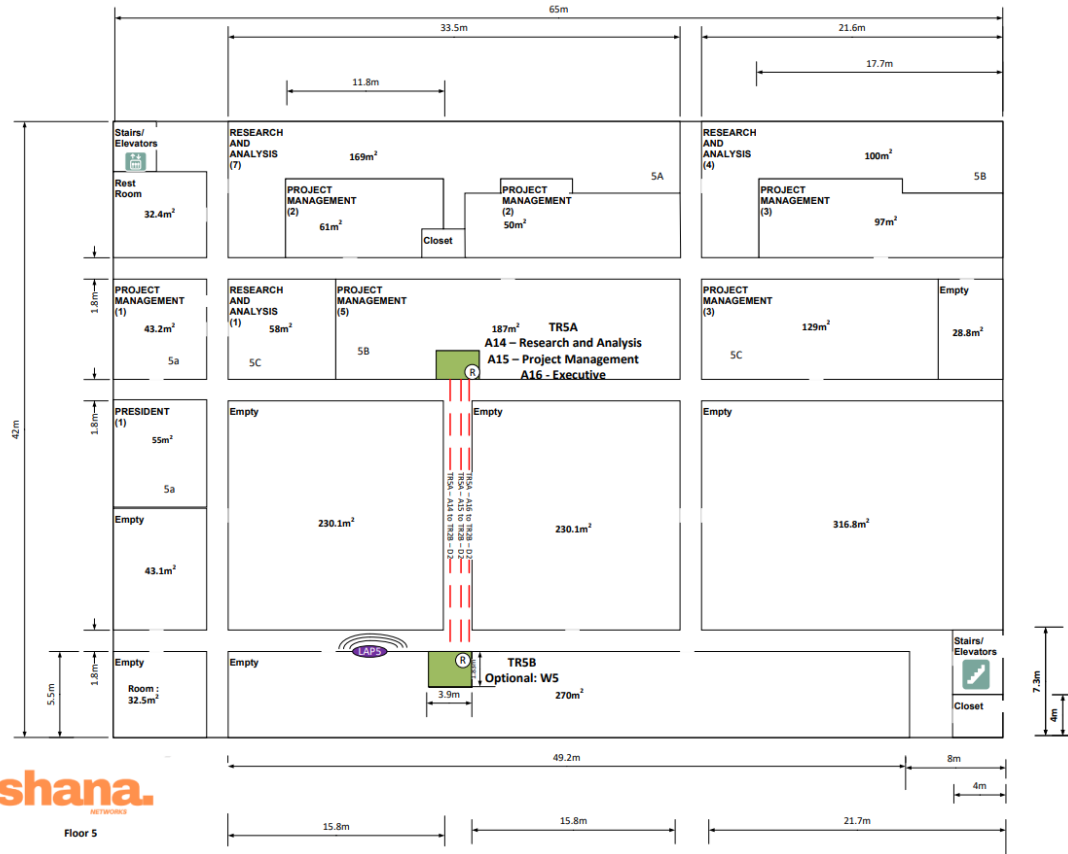 65m
33.5m
21.6m
17.7m
11.8m
Stairs/
Elevators
RESEARCH
AND
ANALYSIS
(7)
169m²
5A
RESEARCH
AND
ANALYSIS
(4)
100m²
5B
Rest
Room
32.4m²
PROJECT
MANAGEMENT
(2)
61m²
Closet
PROJECT
MANAGEMENT
(2)
50m²
PROJECT
MANAGEMENT
(3)
97m²
1.8m
PROJECT
MANAGEMENT
(1)
43.2m²
5a
RESEARCH
AND
ANALYSIS
(1)
58m²
5C
PROJECT
MANAGEMENT
(5)
187m²
5B
TR5A
A14 – Research and Analysis
A15 – Project Management
A16 - Executive
R
PROJECT
MANAGEMENT
(3)
129m²
5C
Empty
28.8m²
42m
1.8m
PRESIDENT
(1)
55m²
5a
Empty
43.1m²
Empty
230.1m²
TR5A – A14 to TR2B – D2
TR5A – A15 to TR2B – D2
TR5A – A16 to TR2B – D2
Empty
230.1m²
Empty
316.8m²
5.5m
1.8m
Empty
Room :
32.5m²
Empty
LAP5
R
TR5B
Optional: W5
270m²
3.9m
Stairs/
Elevators
Closet
7.3m
4m
49.2m
8m
4m
15.8m
15.8m
21.7m
shana.
NETWORKS
Floor 5